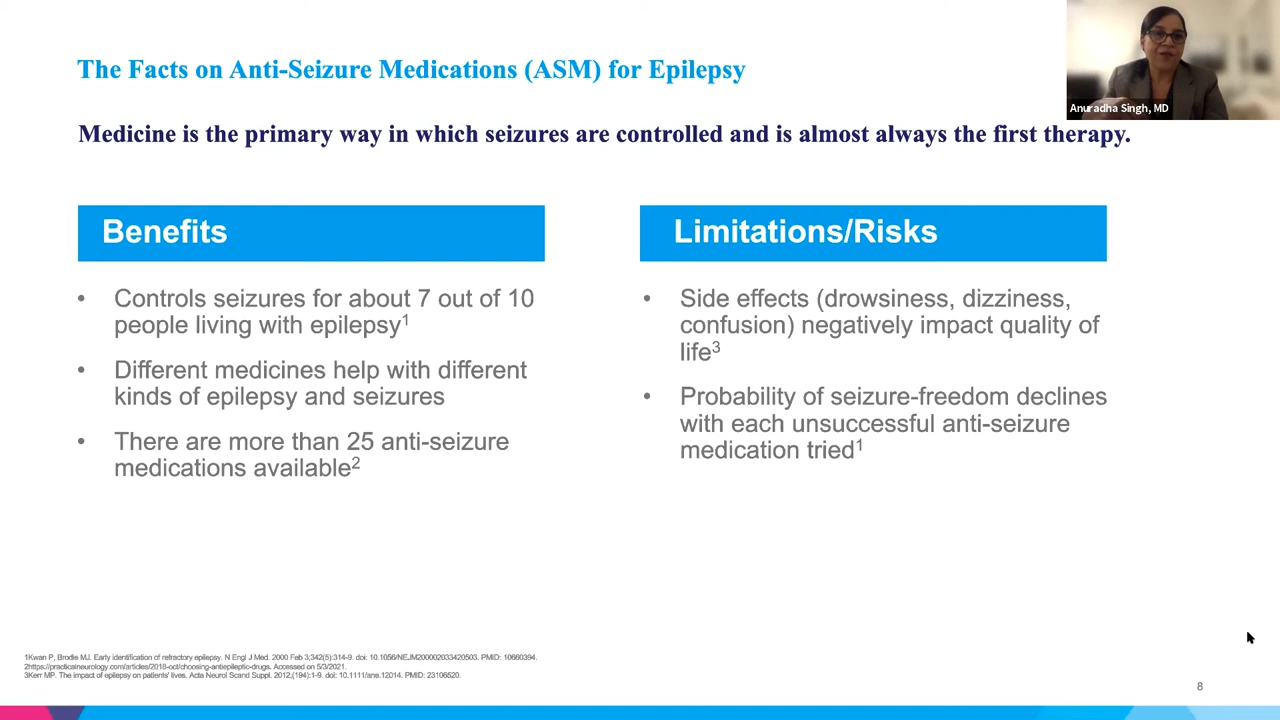 The Facts on Anti-Seizure Medications (ASM) for Epilepsy
Anuradha Singh, MD
Medicine is the primary way in which seizures are controlled and is almost always the first therapy.
Benefits
• Controls seizures for about 7 out of 10
people living with epilepsy1
• Different medicines help with different
kinds of epilepsy and seizures
• There are more than 25 anti-seizure
medications available2
Limitations/Risks
• Side effects (drowsiness, dizziness,
confusion) negatively impact quality of
life3
• Probability of seizure-freedom declines
with each unsuccessful anti-seizure
medication tried1
1Kwan P, Brodie MJ. Early identification of refractory epilepsy. N Engl J Med. 2000 Feb 3;342(5):314-9. doi: 10.1056/NEJM200002033420503. PMID: 10660394.
2https://practicalneurology.com/articles/2018-oct/choosing-antiepileptic-drugs. Accessed on 5/3/2021.
3Kerr MP. The impact of epilepsy on patients' lives. Acta Neurol Scand Suppl. 2012;(194):1-9. doi: 10.1111/ane.12014. PMID: 23106520.
8